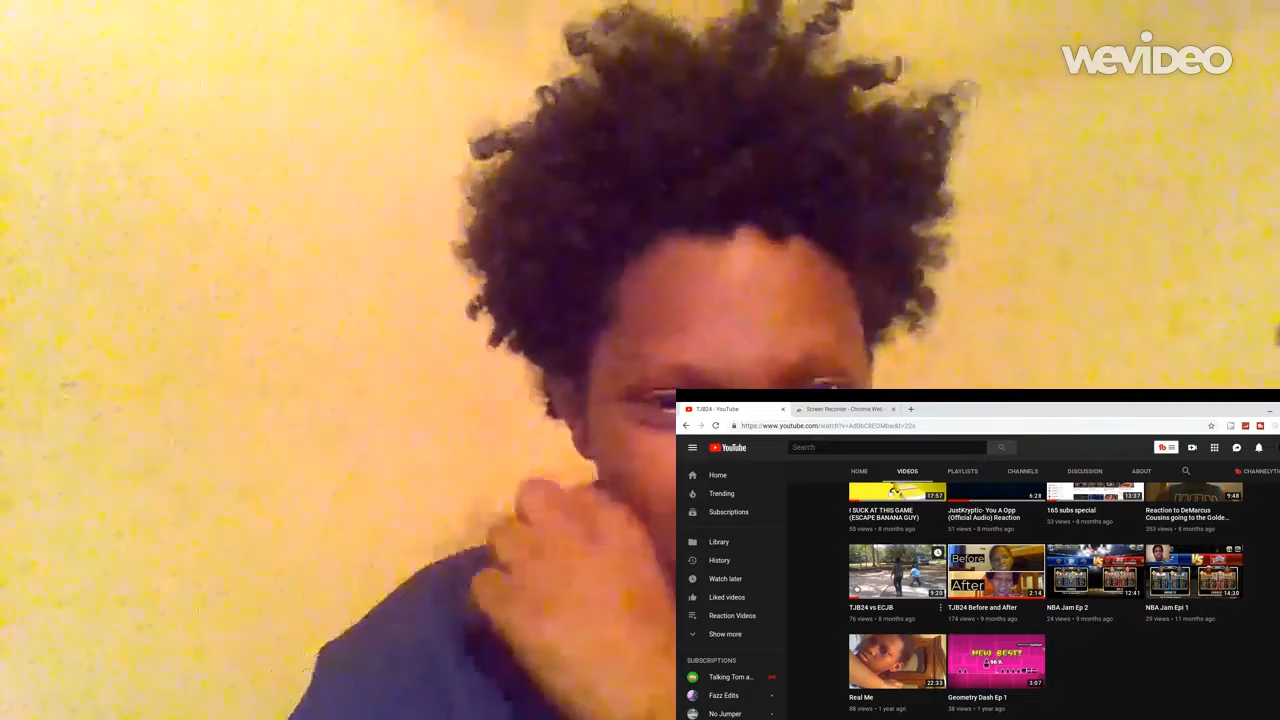 WEVIDEO
TJB24 - YouTube
Screen Recorder - Chrome Web
YouTube
Search
HOME
VIDEOS
PLAYLISTS
CHANNELS
DISCUSSION
ABOUT
CHANNELYTI
Home
Trending
Subscriptions
Library
History
Watch later
Liked videos
Reaction Videos
Show more
SUBSCRIPTIONS
Talking Tom a...
Fazz Edits
No Jumper
17:57
6:28
13:37
9:48
I SUCK AT THIS GAME
(ESCAPE BANANA GUY)
55 views • 8 months ago
JustKryptic- You A Opp
(Official Audio) Reaction
51 views • 8 months ago
165 subs special
33 views • 8 months ago
Reaction to DeMarcus
Cousins going to the Golde...
253 views • 8 months ago
9:20
Before
After
2:14
12:41
VS
14:30
TJB24 vs ECJB
76 views • 8 months ago
TJB24 Before and After
174 views • 9 months ago
NBA Jam Ep 2
24 views • 9 months ago
NBA Jam Epi 1
29 views • 11 months ago
22:33
NEW BEST!
3:07
Real Me
88 views • 1 year ago
Geometry Dash Ep 1
38 views • 1 year ago